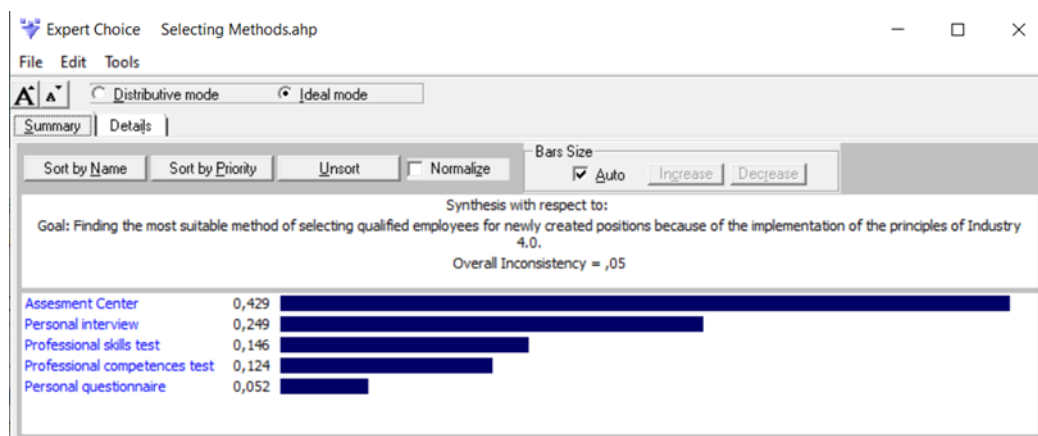 Expert Choice Selecting Methods.ahp
File Edit Tools
A A Distributive mode Ideal mode
Summary Details
Sort by Name Sort by Priority Unsort Normalize Bars Size Auto Increase Decrease
Synthesis with respect to:
Goal: Finding the most suitable method of selecting qualified employees for newly created positions because of the implementation of the principles of Industry
4.0.
Overall Inconsistency = ,05
Assesment Center 0,429
Personal interview 0,249
Professional skills test 0,146
Professional competences test 0,124
Personal questionnaire 0,052